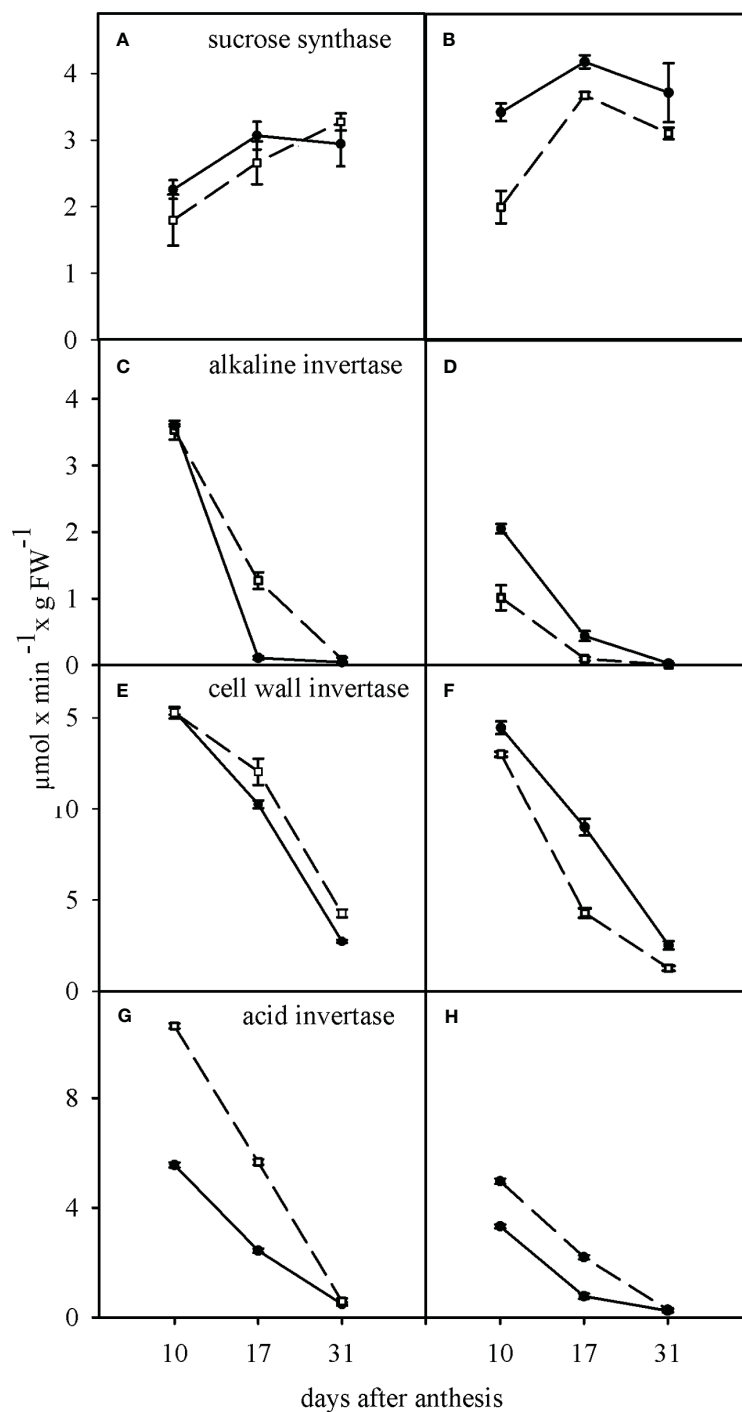 A sucrose synthase B
4
3
2
1
0
C alkaline invertase D
4
3
2
1
0
μmol x min⁻¹ x g FW⁻¹
E cell wall invertase F
5
10
5
0
G acid invertase H
8
4
0
10 17 31 10 17 31
days after anthesis